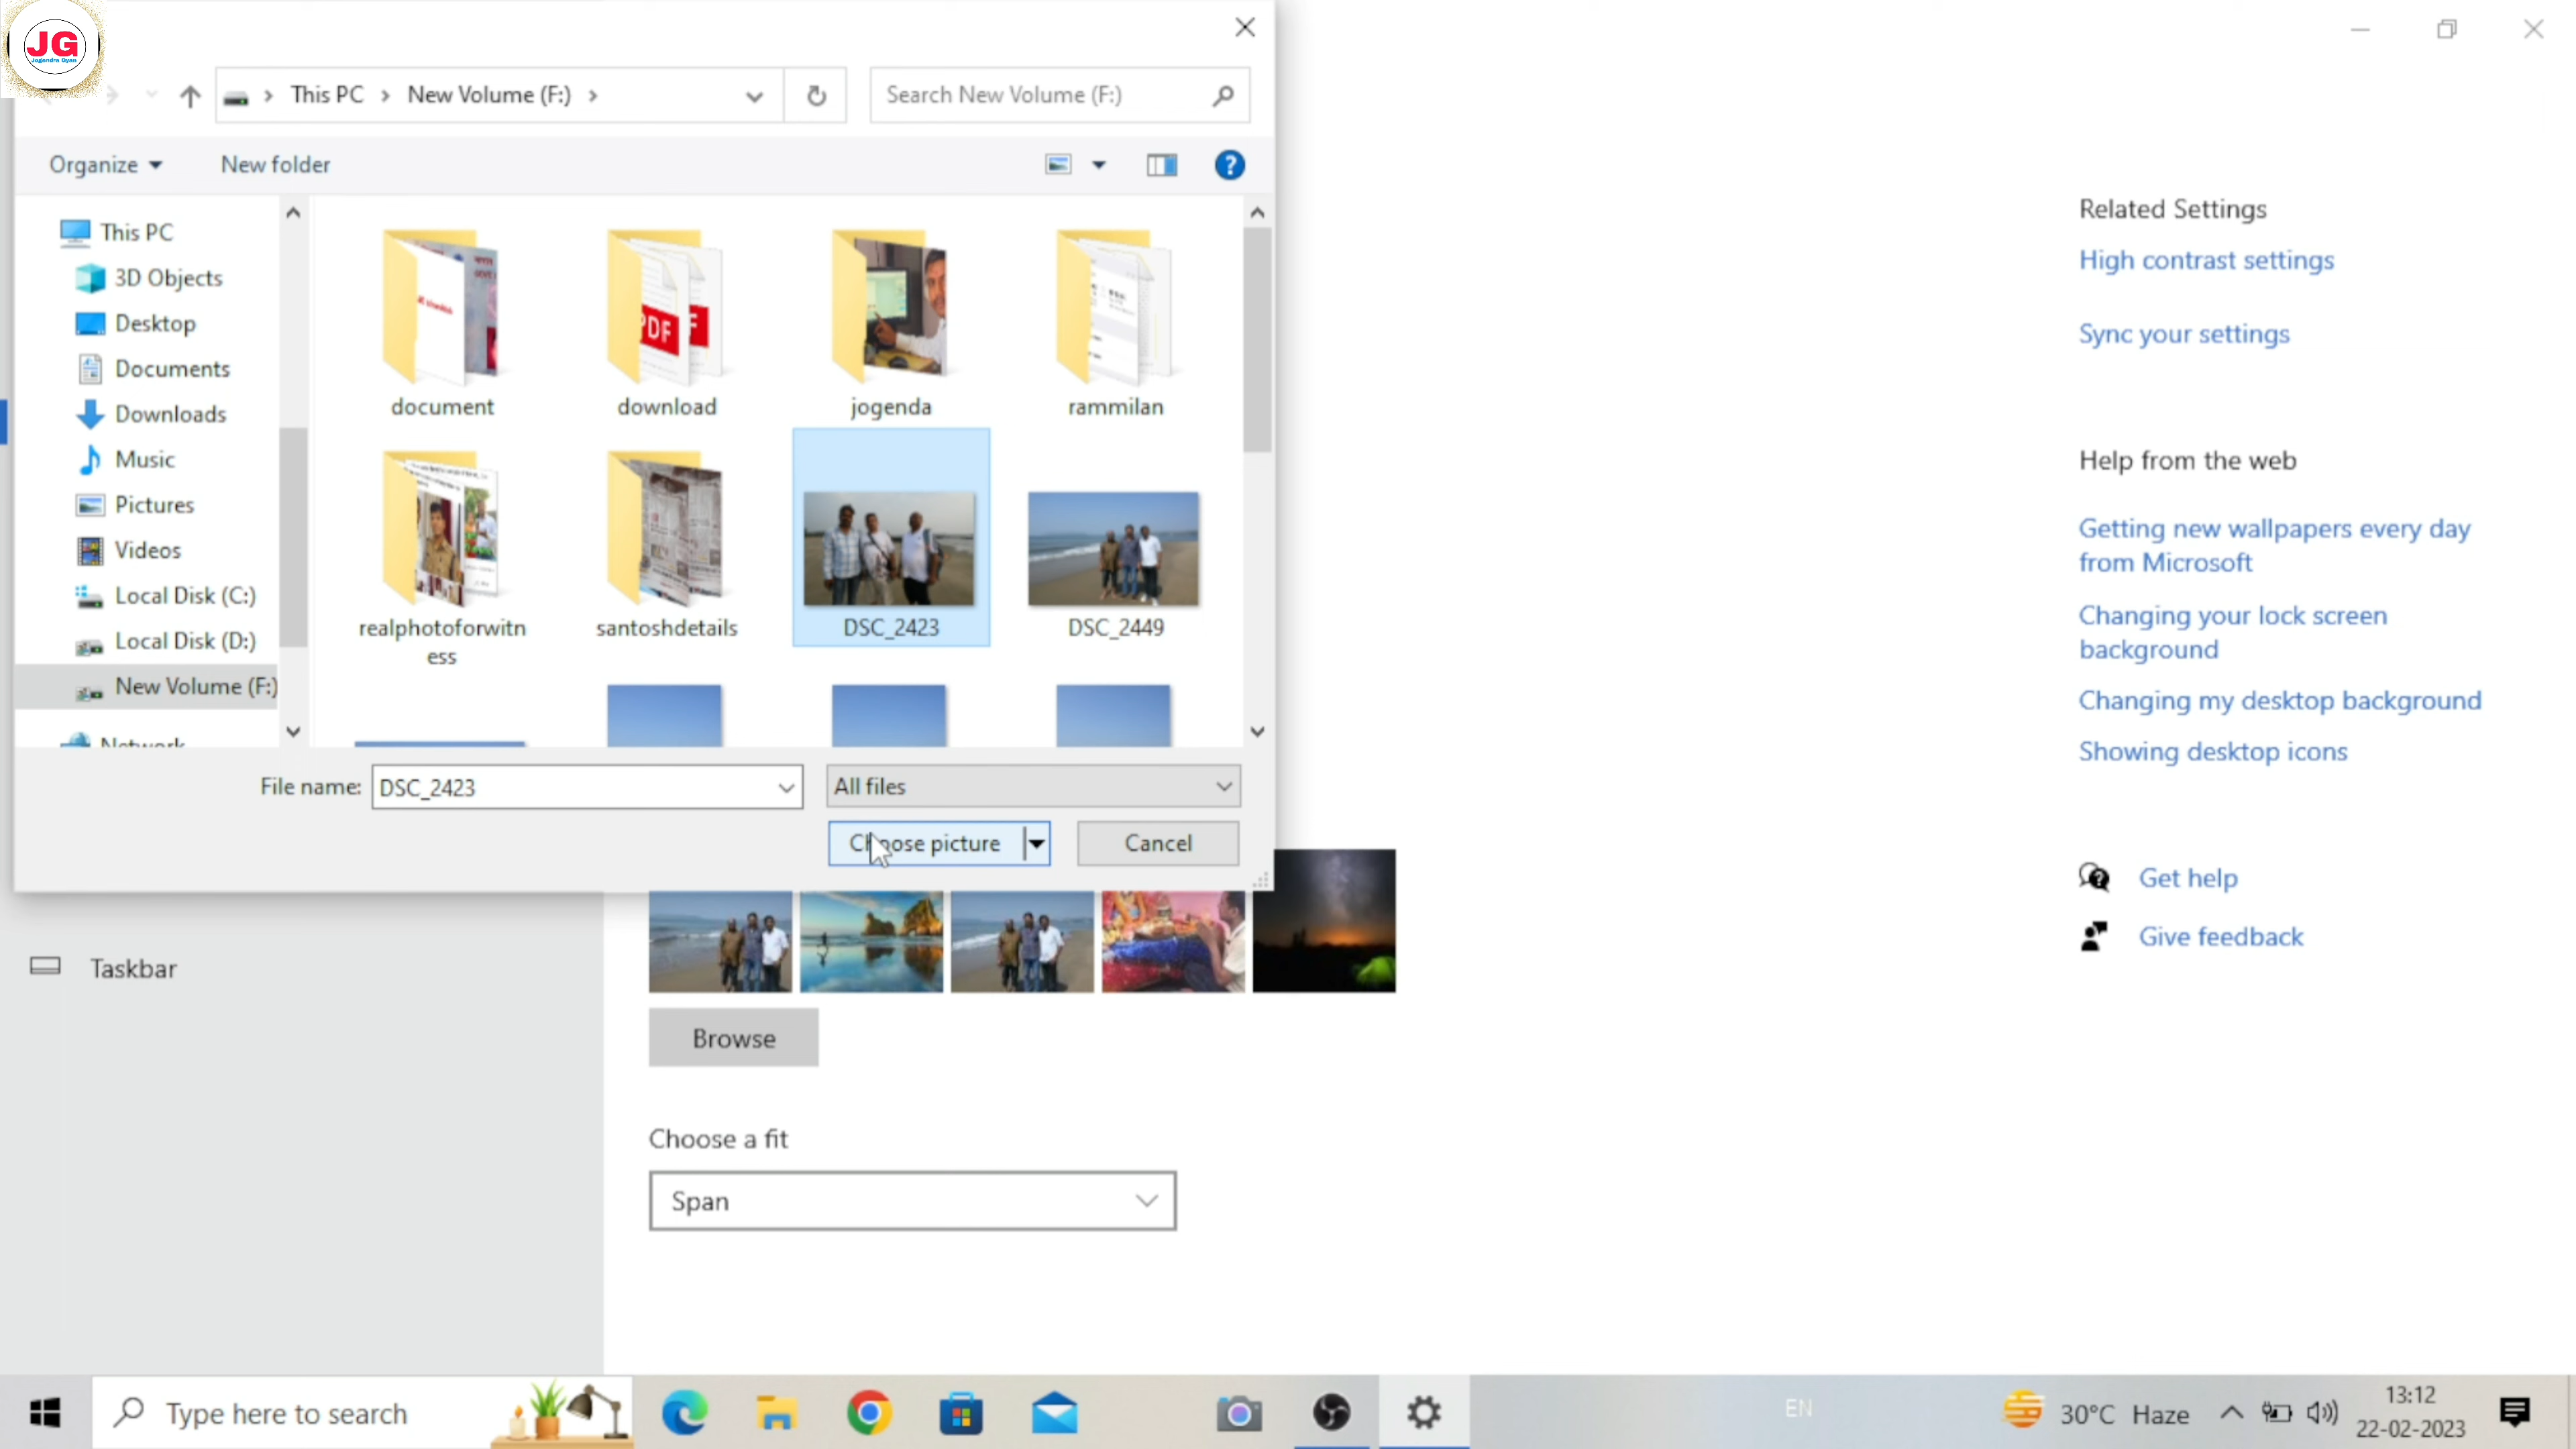 JG
Jogendra Gyan
This PC
New Volume (F:)
Search New Volume (F:)
Organize
New folder
This PC
3D Objects
Desktop
Documents
Downloads
Music
Pictures
Videos
Local Disk (C:)
Local Disk (D:)
New Volume (F:)
Network
PDF
document
download
jogenda
rammilan
realphotoforwitn
ess
santoshdetails
DSC_2423
DSC_2449
File name:
DSC_2423
All files
Choose picture
Cancel
Taskbar
Browse
Choose a fit
Span
Related Settings
High contrast settings
Sync your settings
Help from the web
Getting new wallpapers every day
from Microsoft
Changing your lock screen
background
Changing my desktop background
Showing desktop icons
Get help
Give feedback
Type here to search
EN
30°C Haze
13:12
22-02-2023